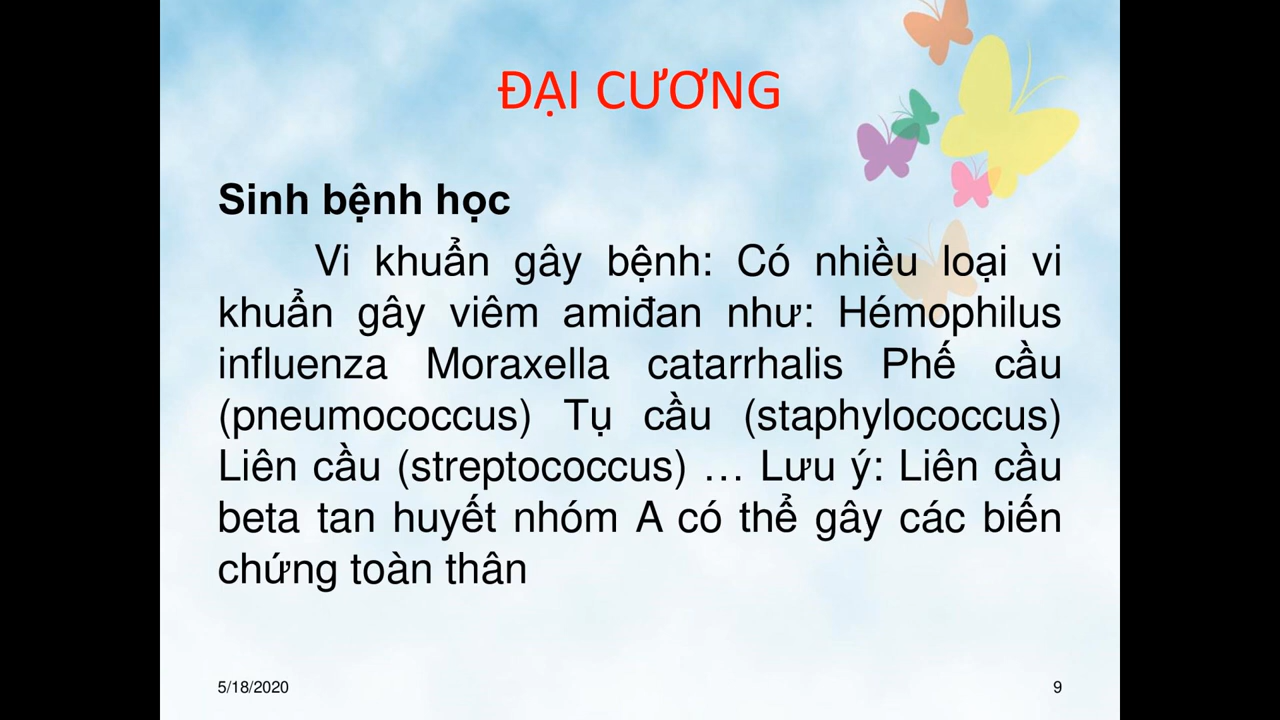 ĐẠI CƯƠNG
Sinh bệnh học
Vi khuẩn gây bệnh: Có nhiều loại vi
khuẩn gây viêm amiđan như: Hémophilus
influenza Moraxella catarrhalis Phế cầu
(pneumococcus) Tụ cầu (staphylococcus)
Liên cầu (streptococcus) … Lưu ý: Liên cầu
beta tan huyết nhóm A có thể gây các biến
chứng toàn thân
5/18/2020
9